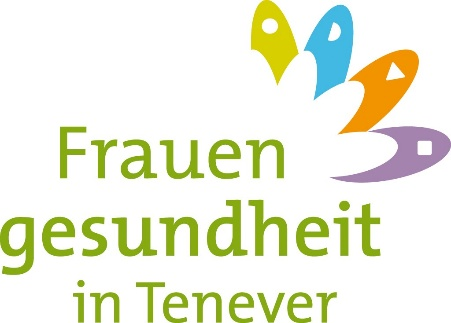 Frauen
gesundheit
in Tenever